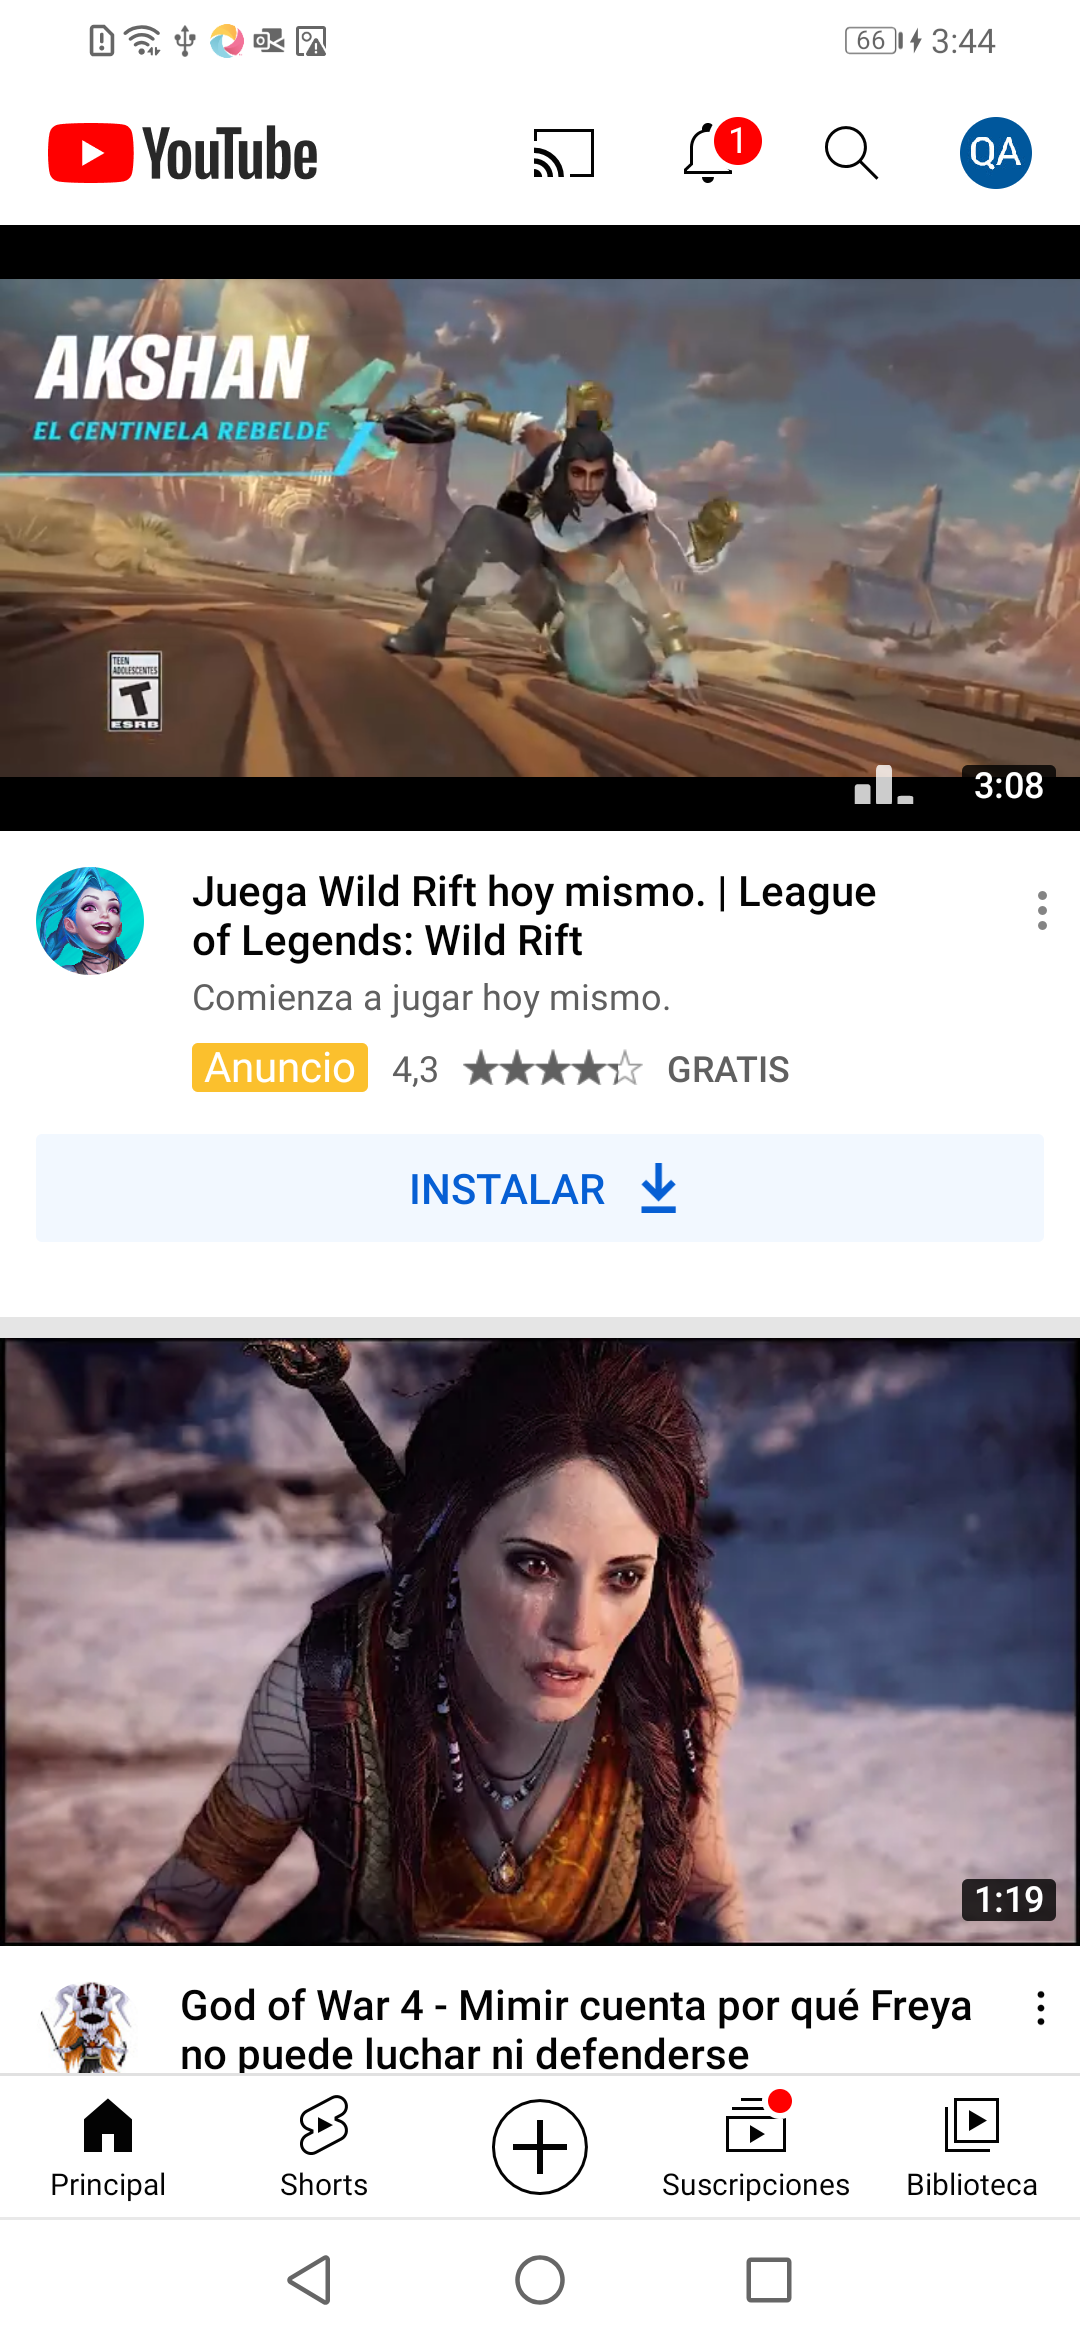 66 3:44
YouTube
1
QA
AKSHAN
EL CENTINELA REBELDE
TEEN
ADOLESCENTES
T
ESRB
3:08
Juega Wild Rift hoy mismo. | League
of Legends: Wild Rift
Comienza a jugar hoy mismo.
Anuncio 4,3 GRATIS
INSTALAR
1:19
God of War 4 - Mimir cuenta por qué Freya
no puede luchar ni defenderse
Principal Shorts Suscripciones Biblioteca